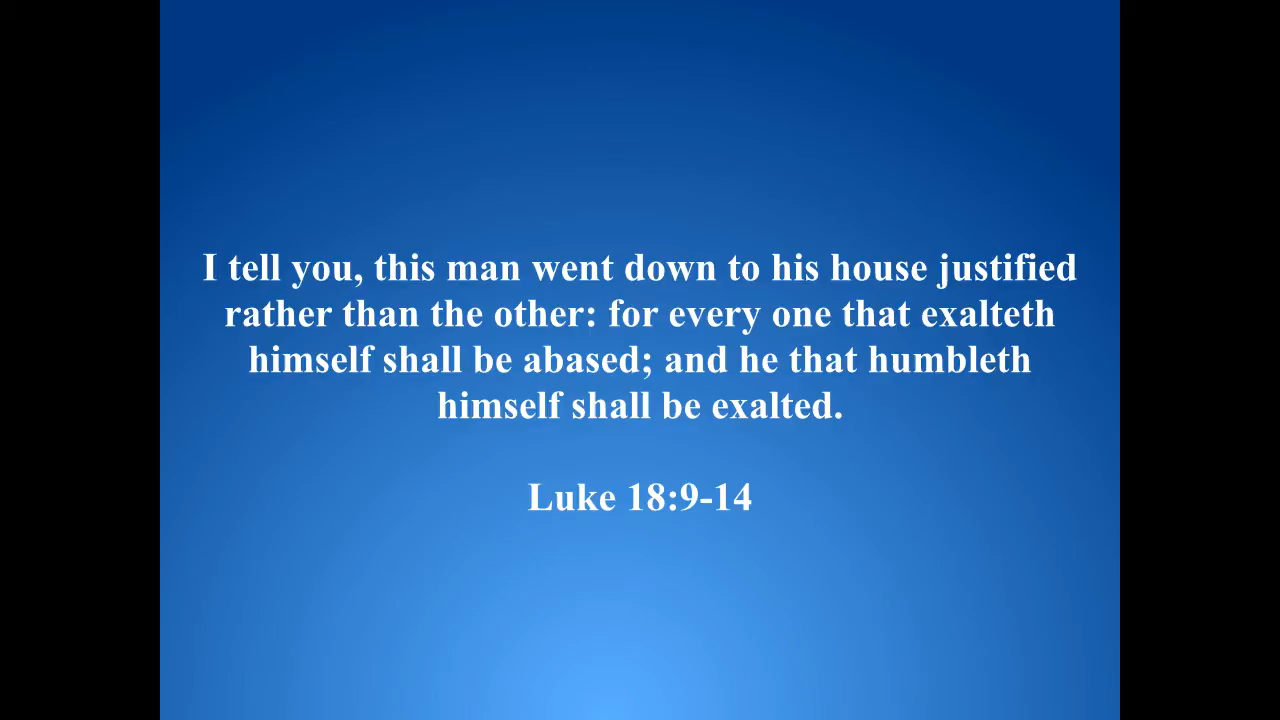 I tell you, this man went down to his house justified
rather than the other: for every one that exalteth
himself shall be abased; and he that humbleth
himself shall be exalted.
Luke 18:9-14